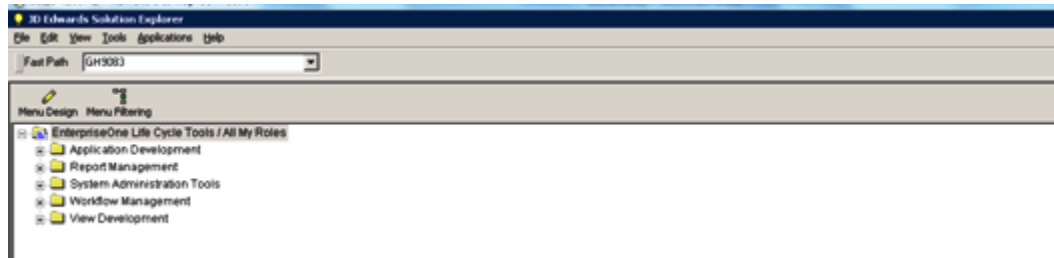 JD Edwards Solution Explorer
File Edit View Tools Applications Help
Fast Path GH9083
Menu Design Menu Filtering
EnterpriseOne Life Cycle Tools / All My Roles
Application Development
Report Management
System Administration Tools
Workflow Management
View Development